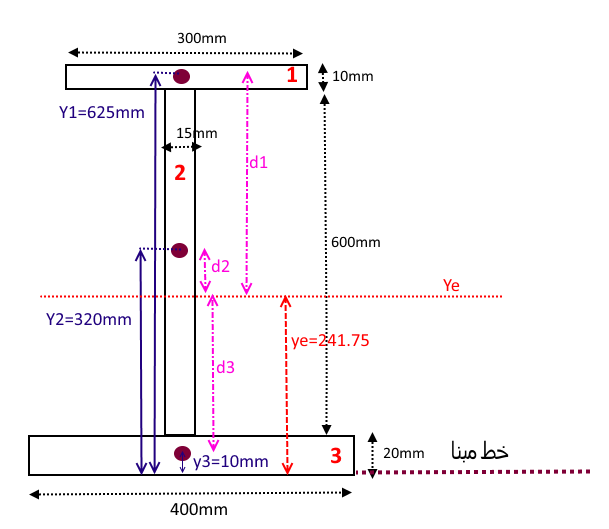 300mm
1
10mm
Y1=625mm
15mm
d1
2
600mm
d2
Ye
Y2=320mm
ye=241.75
d3
خط مبنا
3
20mm
y3=10mm
400mm